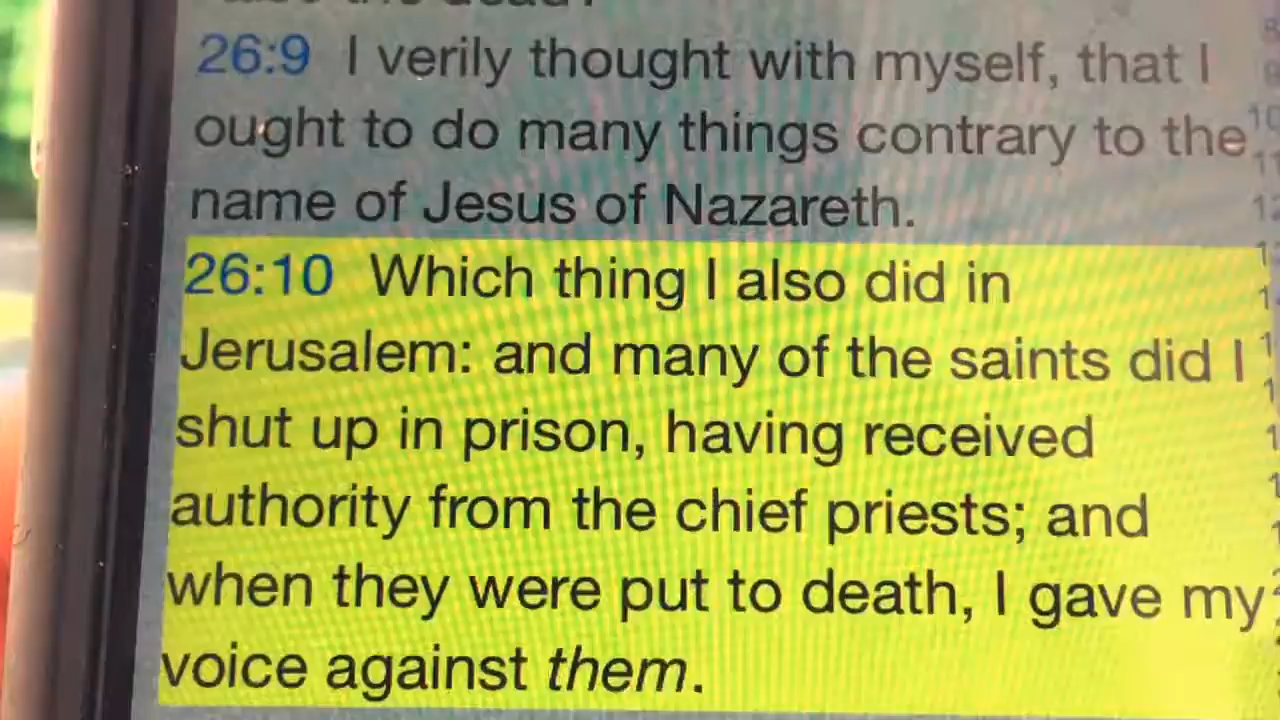 26:9 I verily thought with myself, that I
ought to do many things contrary to the
name of Jesus of Nazareth.
26:10 Which thing I also did in
Jerusalem: and many of the saints did I
shut up in prison, having received
authority from the chief priests; and
when they were put to death, I gave my
voice against them.